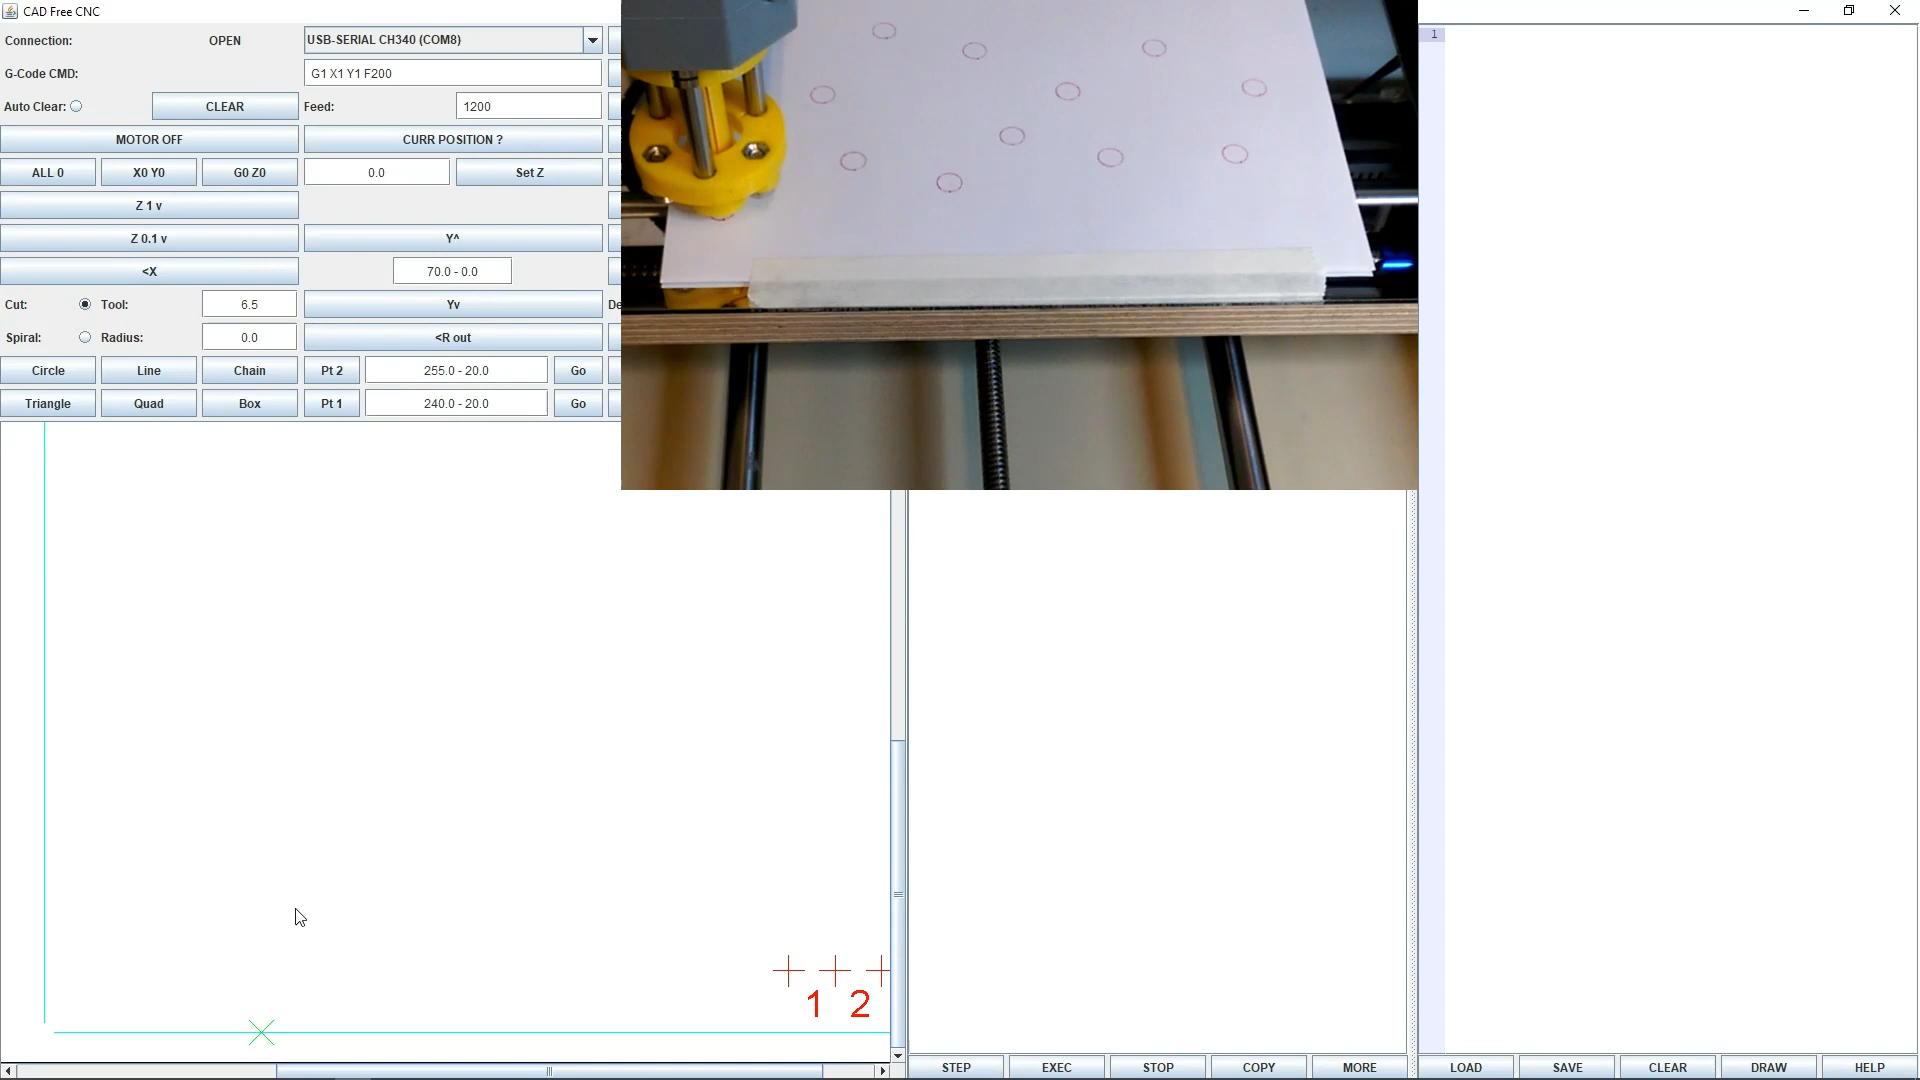 CAD Free CNC
Connection: OPEN USB-SERIAL CH340 (COM8)
G-Code CMD: G1 X1 Y1 F200
Auto Clear: CLEAR Feed: 1200
MOTOR OFF CURR POSITION ?
ALL 0 X0 Y0 G0 Z0 0.0 Set Z
Z 1 v
Z 0.1 v Y^
<X 70.0 - 0.0
Cut: Tool: 6.5 Yv De
Spiral: Radius: 0.0 <R out
Circle Line Chain Pt 2 255.0 - 20.0 Go
Triangle Quad Box Pt 1 240.0 - 20.0 Go
1
1 2
STEP EXEC STOP COPY MORE LOAD SAVE CLEAR DRAW HELP